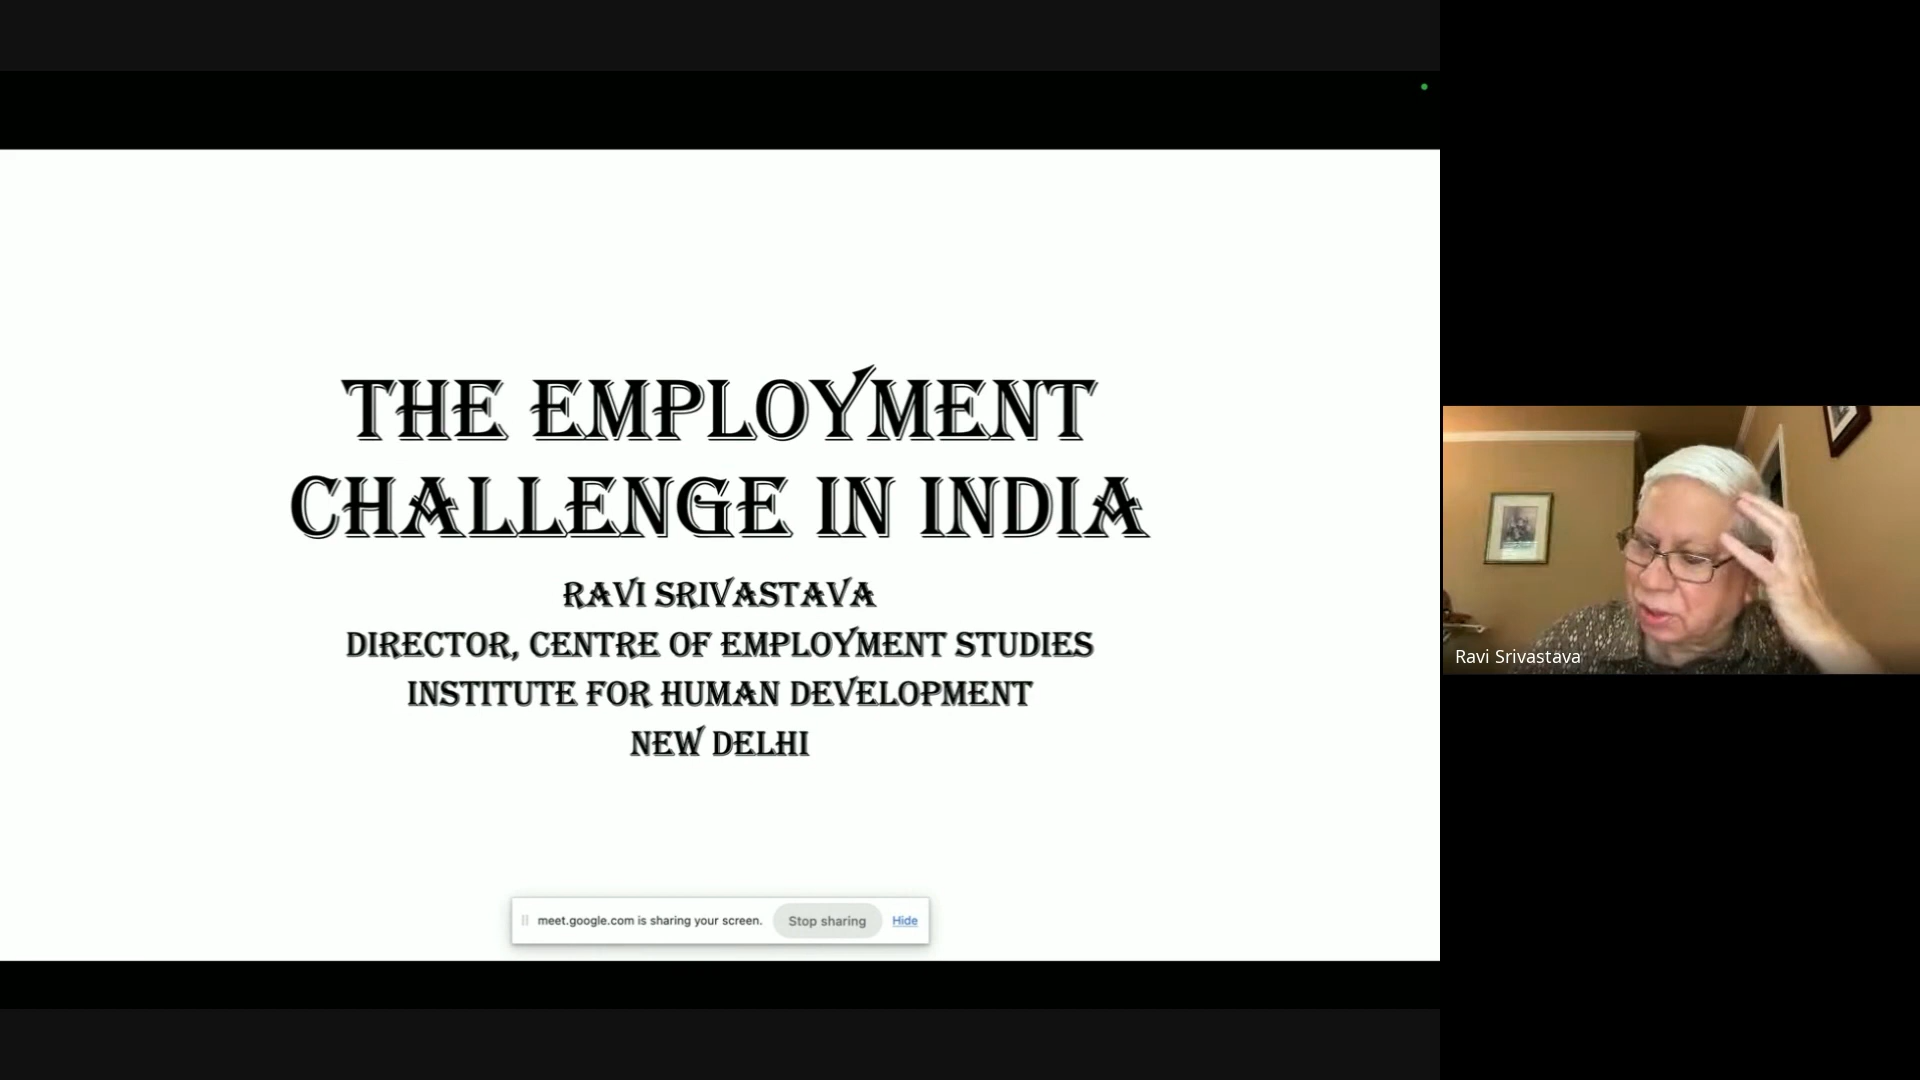 THE EMPLOYMENT
CHALLENGE IN INDIA
RAVI SRIVASTAVA
DIRECTOR, CENTRE OF EMPLOYMENT STUDIES
INSTITUTE FOR HUMAN DEVELOPMENT
NEW DELHI
meet.google.com is sharing your screen. Stop sharing Hide
Ravi Srivastava